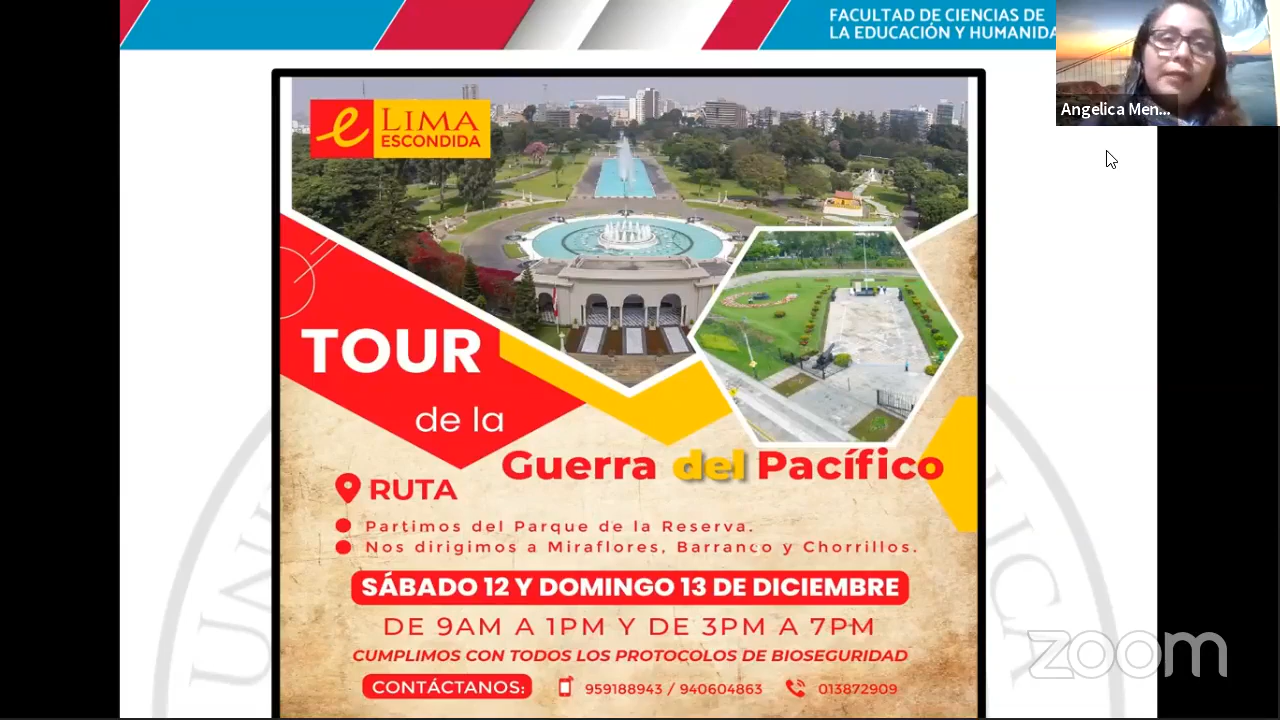 FACULTAD DE CIENCIAS DE
LA EDUCACIÓN Y HUMANIDA
Angelica Men...
e LIMA
ESCONDIDA
TOUR
de la
Guerra del Pacífico
RUTA
Partimos del Parque de la Reserva.
Nos dirigimos a Miraflores, Barranco y Chorrillos.
SÁBADO 12 Y DOMINGO 13 DE DICIEMBRE
DE 9AM A 1PM Y DE 3PM A 7PM
CUMPLIMOS CON TODOS LOS PROTOCOLOS DE BIOSEGURIDAD
CONTÁCTANOS: 959188943 / 940604863 013872909
zoom